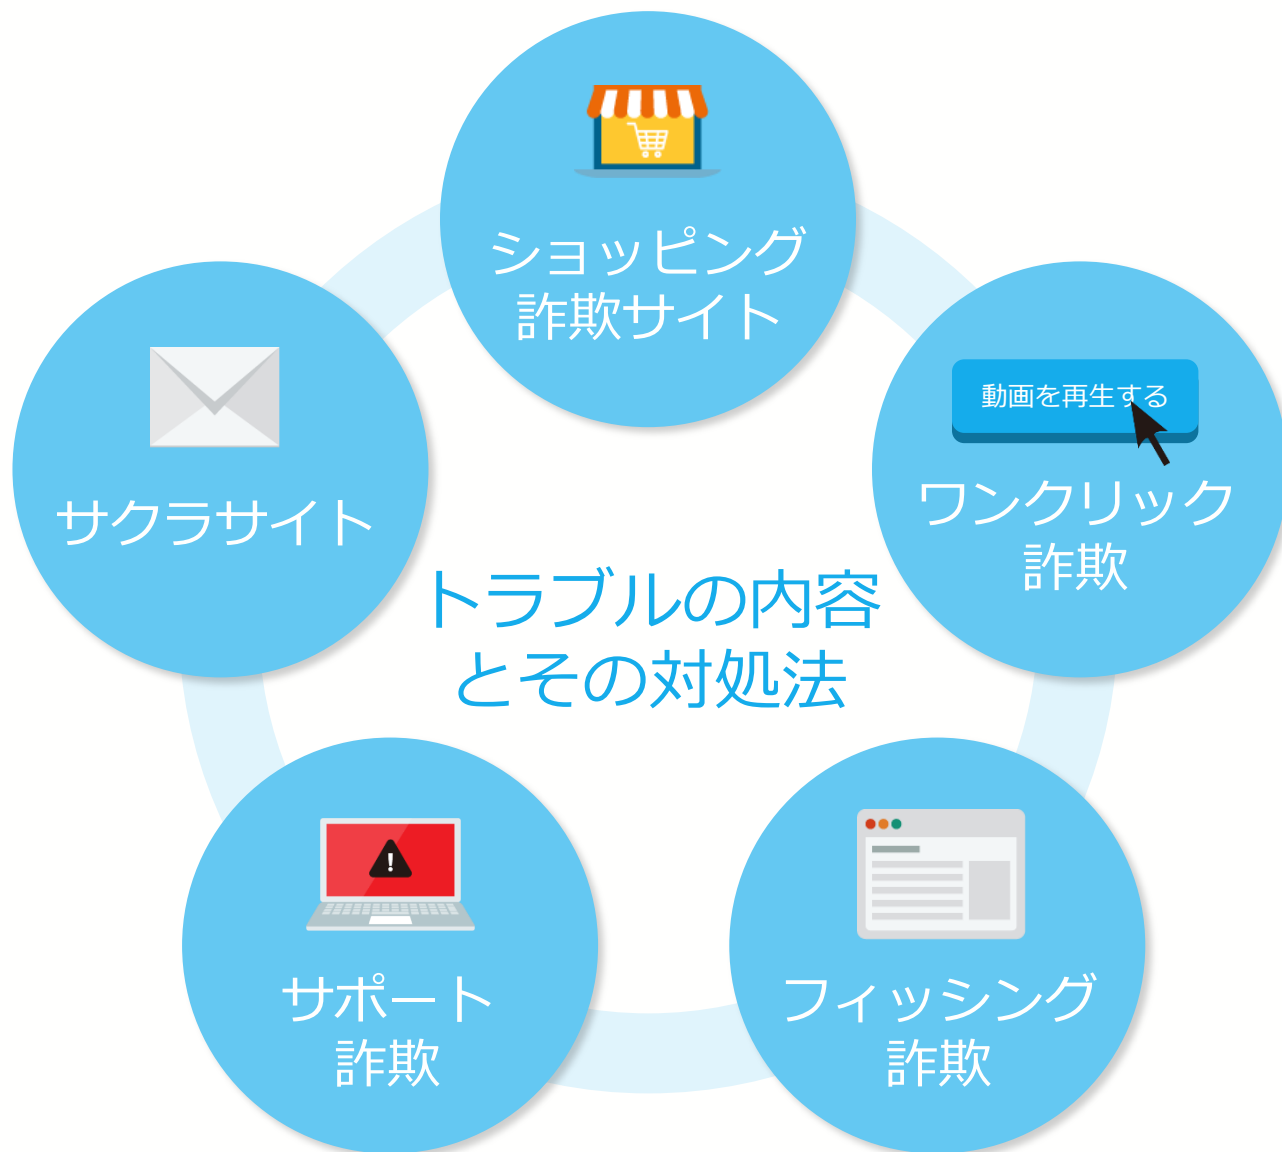 ショッピング
詐欺サイト
動画を再生する
ワンクリック
詐欺
サクラサイト
トラブルの内容
とその対処法
サポート
詐欺
フィッシング
詐欺